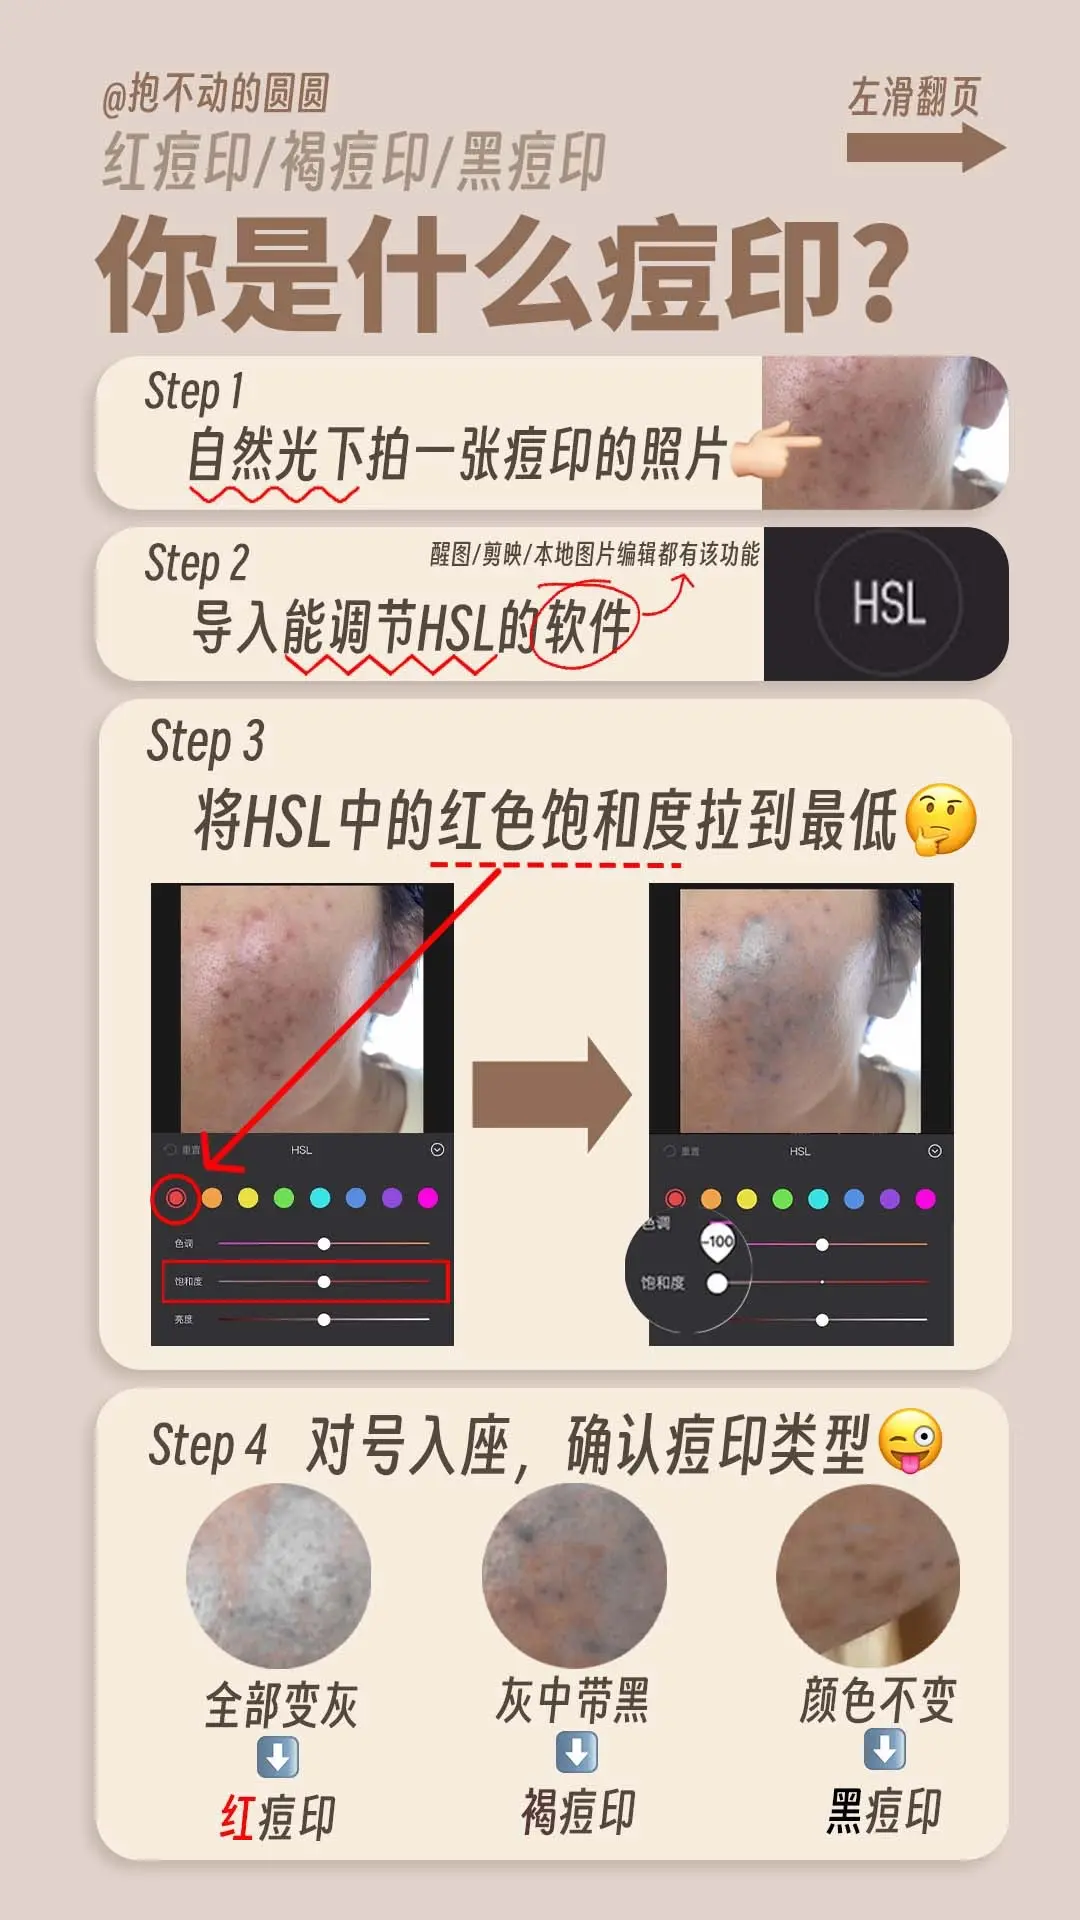 @抱不动的圆圆
左滑翻页
红痘印/褐痘印/黑痘印
你是什么痘印?
Step 1
自然光下拍一张痘印的照片
Step 2
醒图/剪映/本地图片编辑都有该功能
导入能调节HSL的软件
HSL
Step 3
将HSL中的红色饱和度拉到最低
重置 HSL
色调
饱和度
亮度
重置 HSL
色调
-100
饱和度
Step 4 对号入座，确认痘印类型
全部变灰
灰中带黑
颜色不变
红痘印
褐痘印
黑痘印